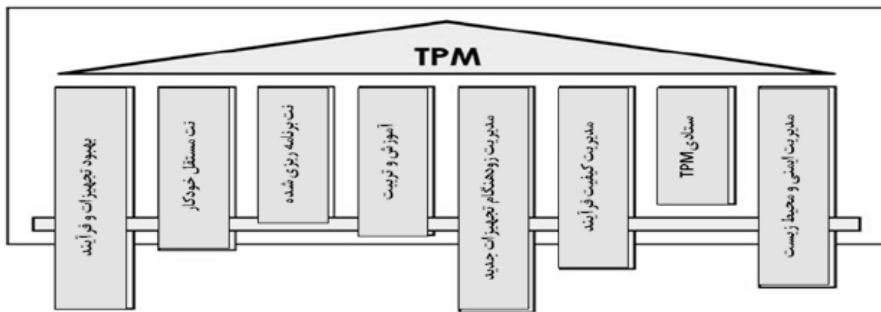 TPM
بهبود تجهیزات و فرآیند
نت مستقل خودکار
نت برنامه ریزی شده
آموزش و تربیت
مدیریت زودهنگام تجهیزات جدید
مدیریت کیفیت فرآیند
ستادی TPM
مدیریت ایمنی و محیط زیست